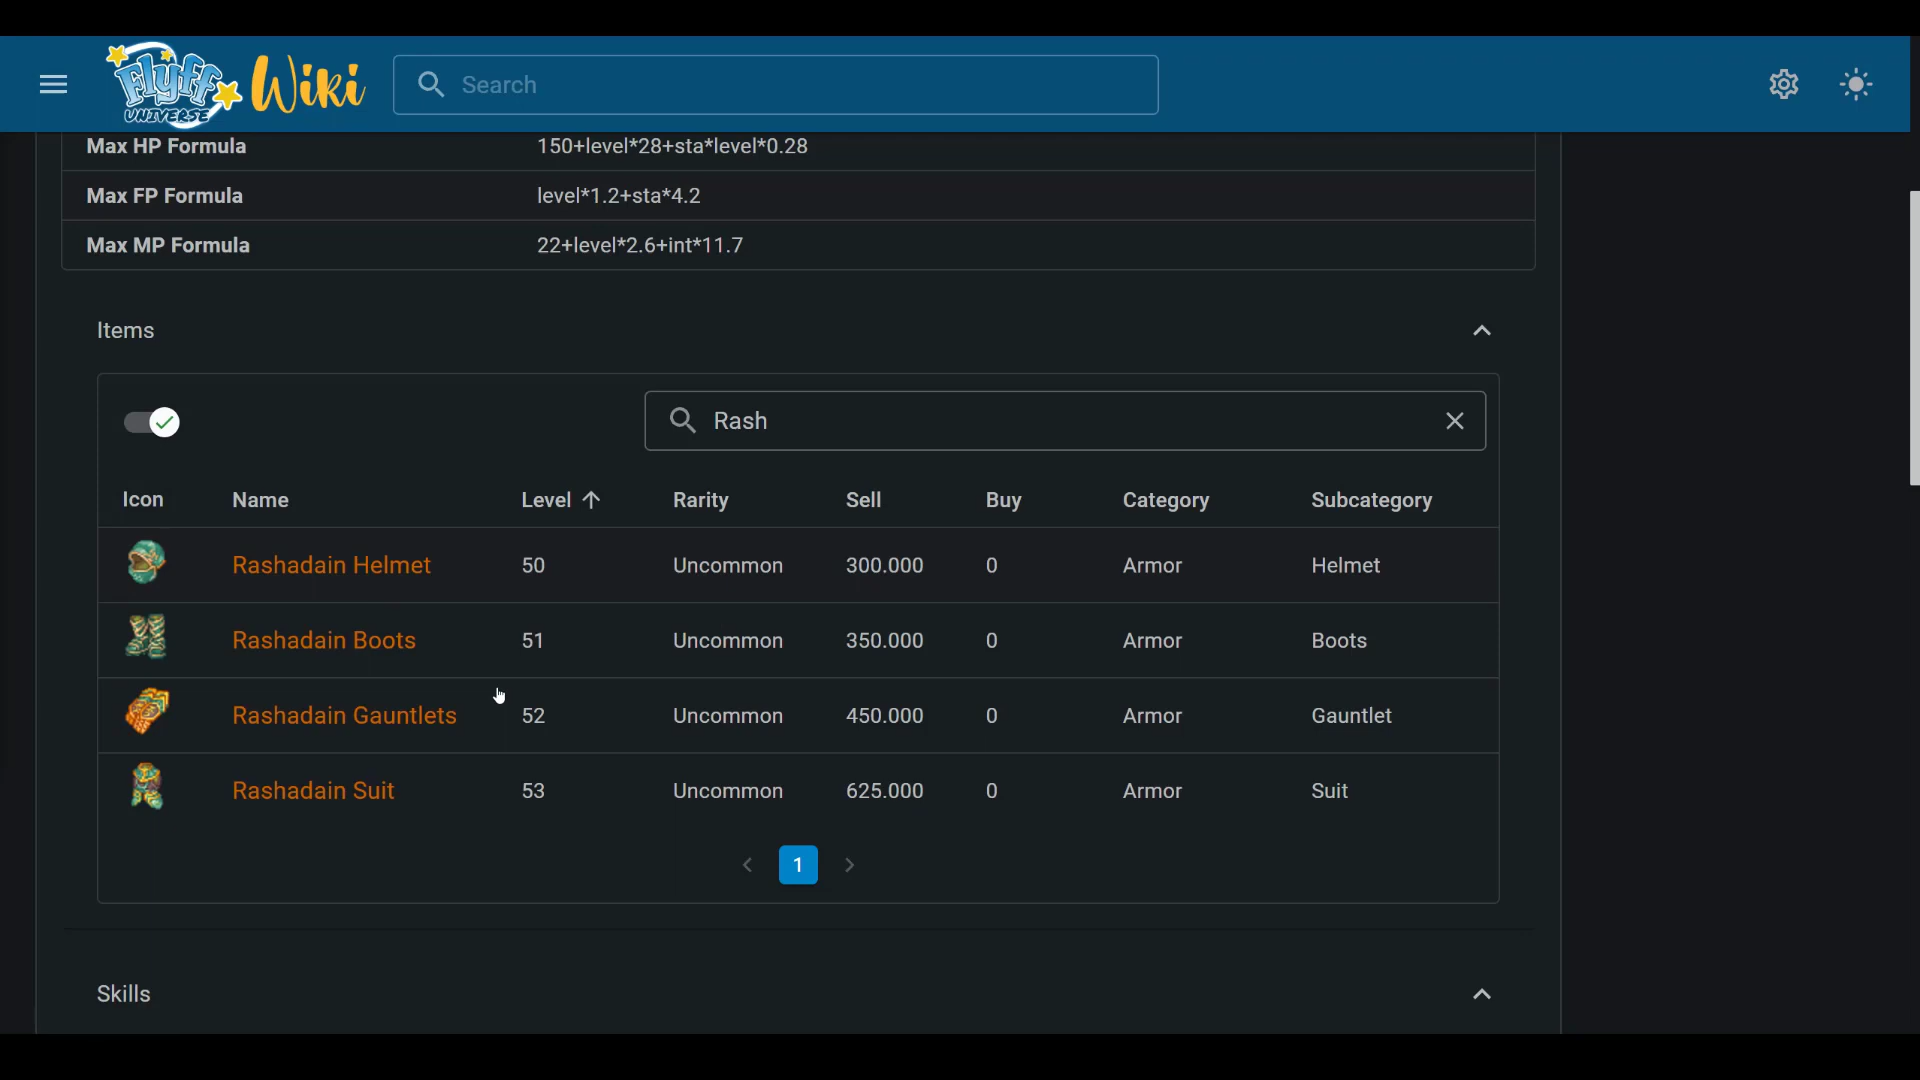 Flyff UNIVERSE Wiki Search
Max HP Formula 150+level*28+sta*level*0.28
Max FP Formula level*1.2+sta*4.2
Max MP Formula 22+level*2.6+int*11.7
Items
Rash
Icon Name Level Rarity Sell Buy Category Subcategory
Rashadain Helmet 50 Uncommon 300.000 0 Armor Helmet
Rashadain Boots 51 Uncommon 350.000 0 Armor Boots
Rashadain Gauntlets 52 Uncommon 450.000 0 Armor Gauntlet
Rashadain Suit 53 Uncommon 625.000 0 Armor Suit
1
Skills